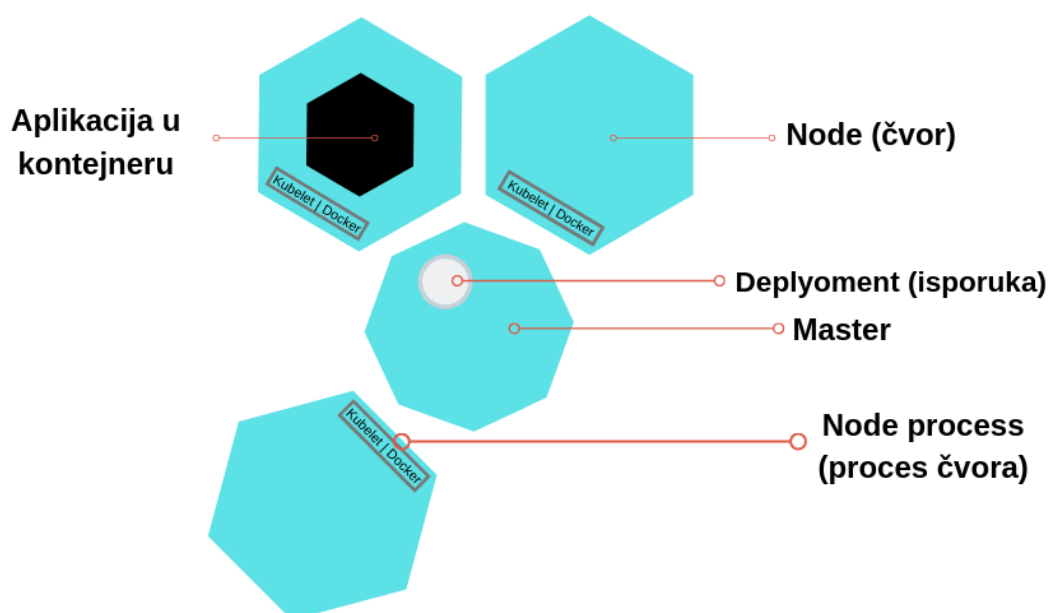 Aplikacija u
kontejneru
Kubelet | Docker
Kubelet | Docker
Node (čvor)
Deplyoment (isporuka)
Master
Kubelet | Docker
Node process
(proces čvora)